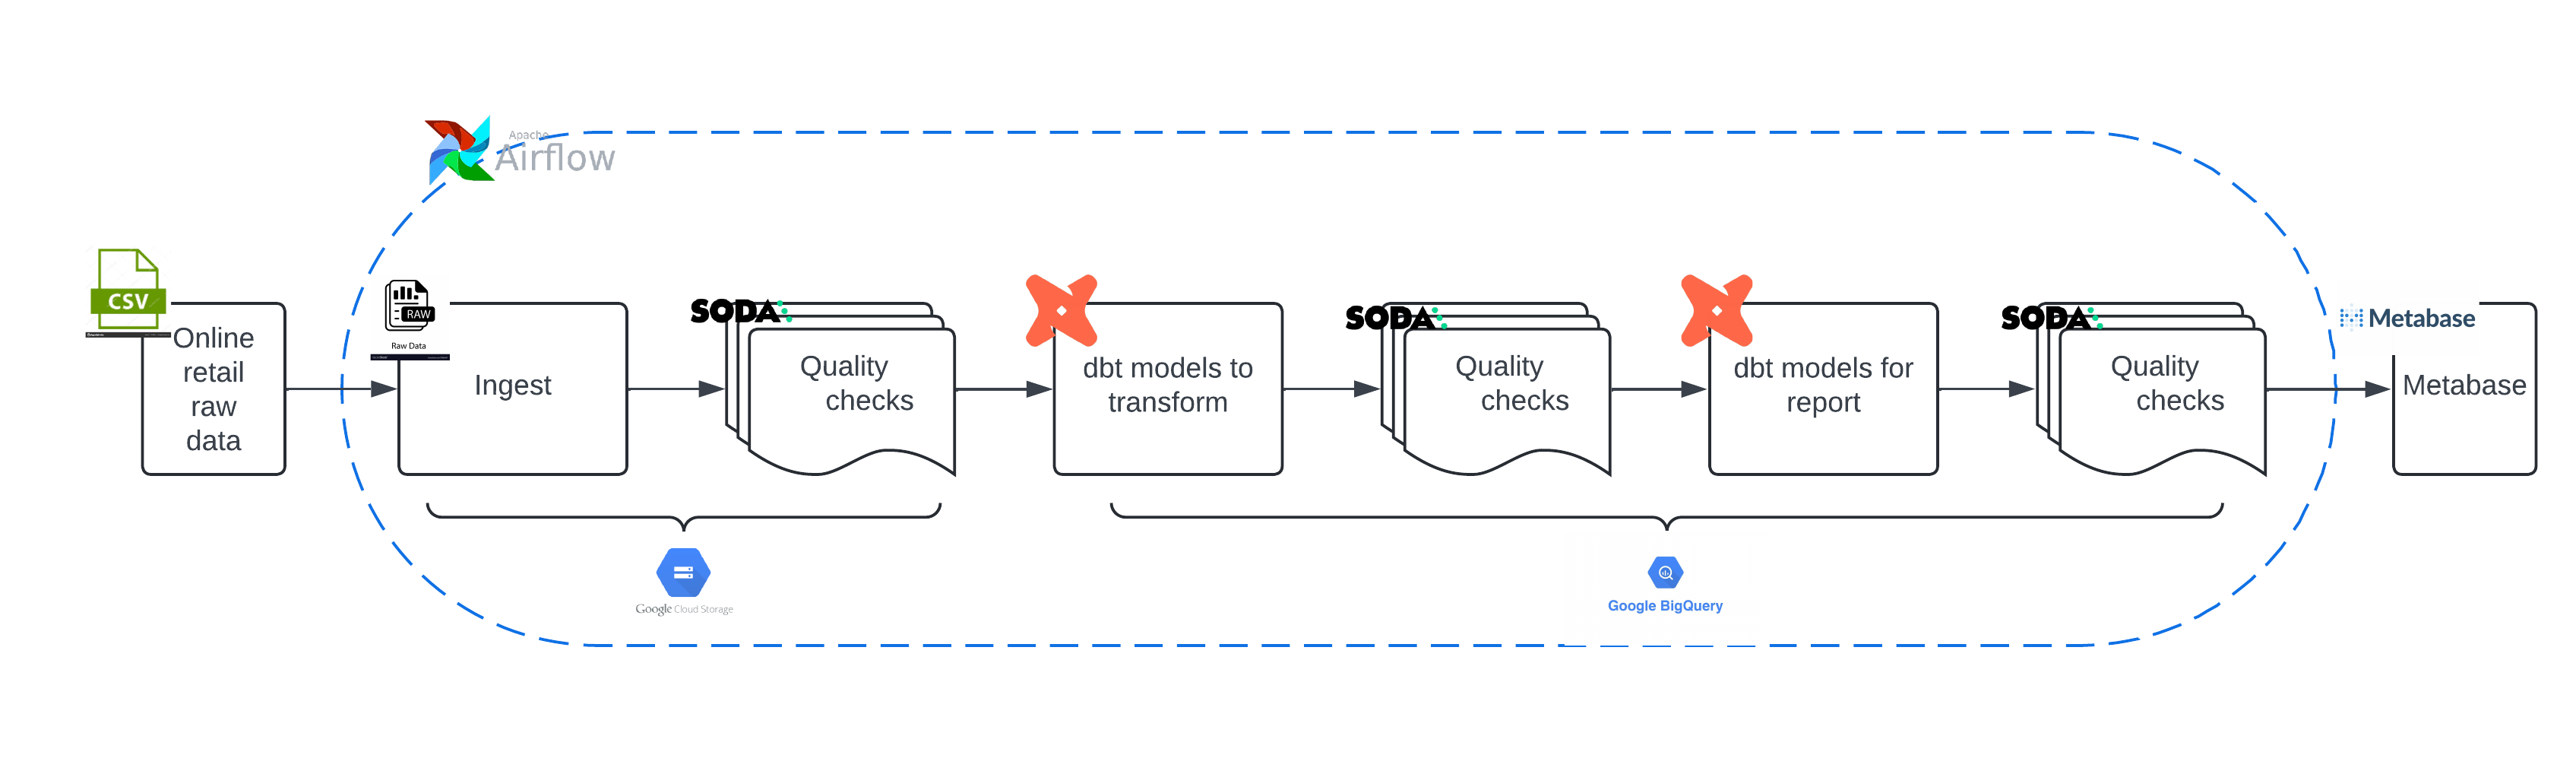 Apache
Airflow
CSV
Online
retail
raw
data
RAW
Raw Data
Ingest
SODA
Quality
checks
dbt models to
transform
SODA
Quality
checks
dbt models for
report
SODA
Quality
checks
Metabase
Metabase
Google Cloud Storage
Google BigQuery